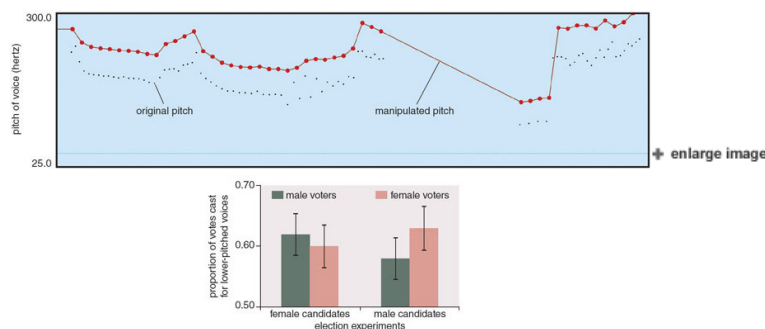 300.0
pitch of voice (hertz)
original pitch
manipulated pitch
25.0
+ enlarge image
0.70
male voters
female voters
proportion of votes cast
for lower-pitched voices
0.60
0.50
female candidates
male candidates
election experiments